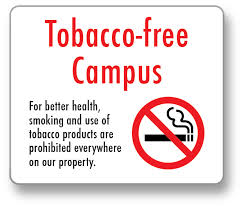 Tobacco-free
Campus
For better health,
smoking and use of
tobacco products are
prohibited everywhere
on our property.